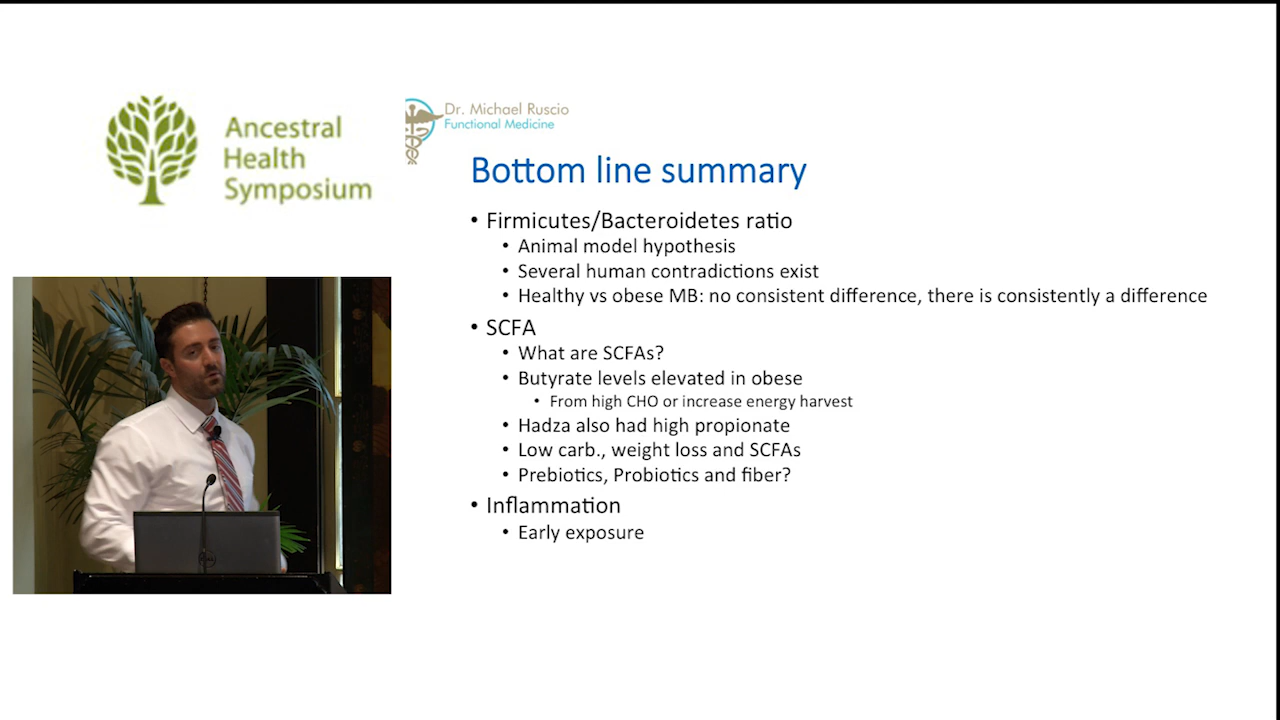 Ancestral
Health
Symposium
Dr. Michael Ruscio
Functional Medicine
Bottom line summary
• Firmicutes/Bacteroidetes ratio
• Animal model hypothesis
• Several human contradictions exist
• Healthy vs obese MB: no consistent difference, there is consistently a difference
• SCFA
• What are SCFAs?
• Butyrate levels elevated in obese
• From high CHO or increase energy harvest
• Hadza also had high propionate
• Low carb., weight loss and SCFAs
• Prebiotics, Probiotics and fiber?
• Inflammation
• Early exposure
DELL